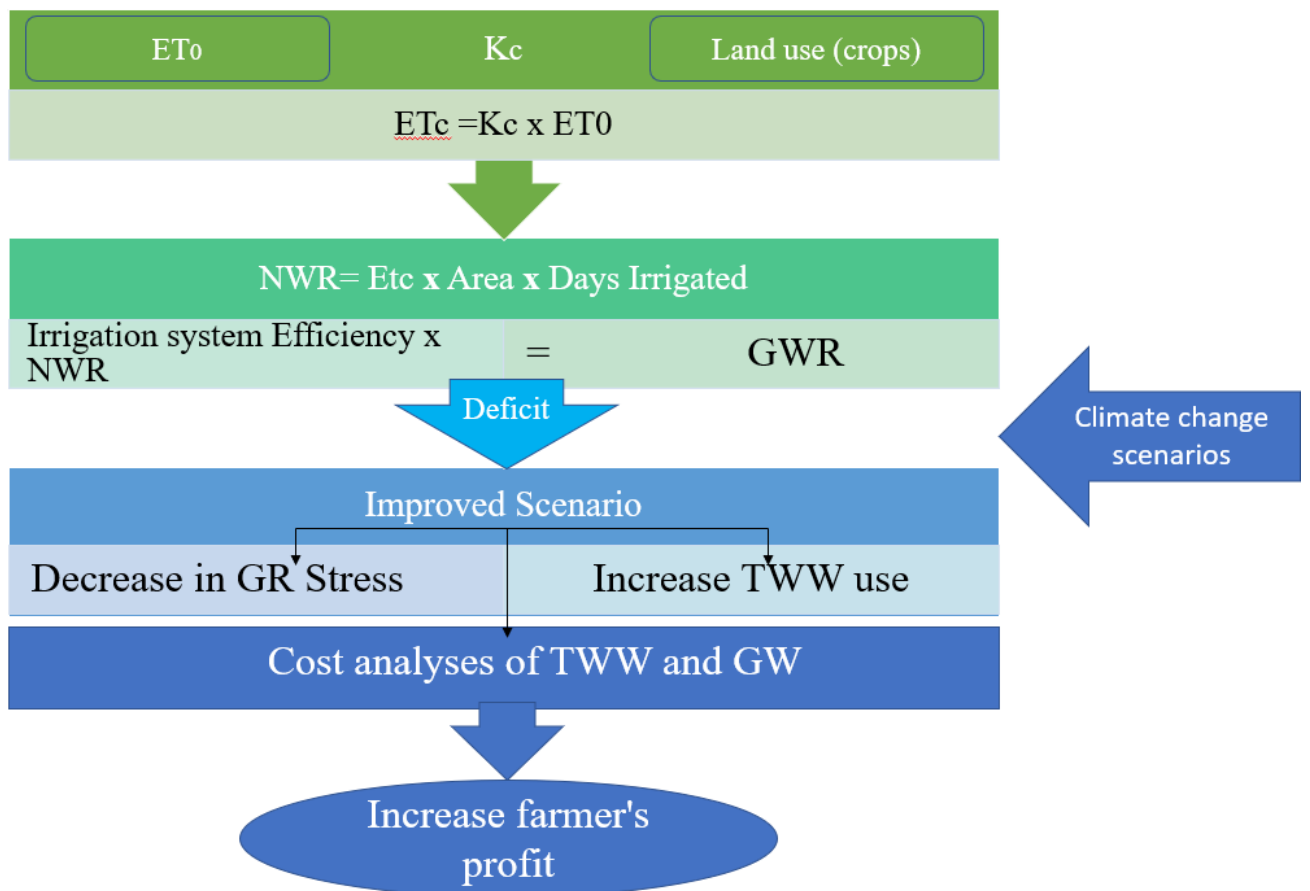 ET0
Kc
Land use (crops)
ETc =Kc x ET0
NWR= Etc x Area x Days Irrigated
Irrigation system Efficiency x
NWR
=
GWR
Deficit
Climate change
scenarios
Improved Scenario
Decrease in GR Stress
Increase TWW use
Cost analyses of TWW and GW
Increase farmer's
profit